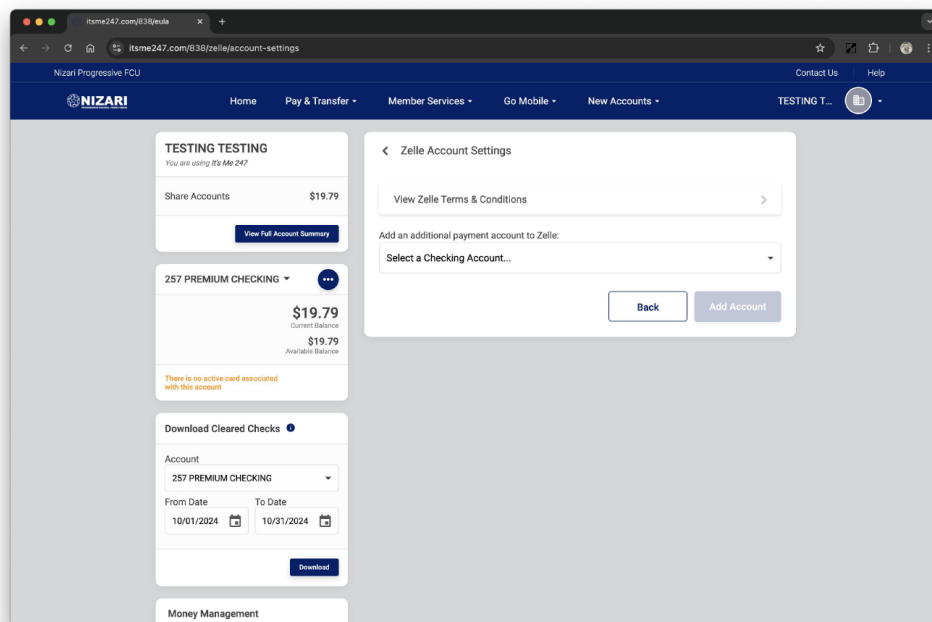 itsme247.com/838/eula
itsme247.com/838/zelle/account-settings
Nizari Progressive FCU
Contact Us
Help
NIZARI
Home
Pay & Transfer
Member Services
Go Mobile
New Accounts
TESTING T...
TESTING TESTING
You are using It's Me 247
Share Accounts $19.79
View Full Account Summary
257 PREMIUM CHECKING
$19.79
Current Balance
$19.79
Available Balance
There is no active card associated
with this account
Download Cleared Checks
Account
257 PREMIUM CHECKING
From Date To Date
10/01/2024 10/31/2024
Download
Money Management
Zelle Account Settings
View Zelle Terms & Conditions
Add an additional payment account to Zelle:
Select a Checking Account...
Back
Add Account